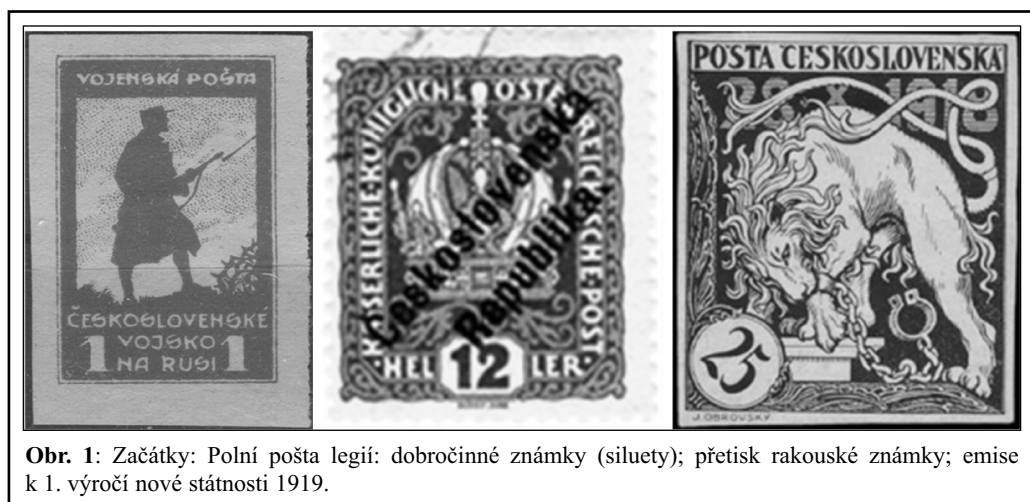 VOJENSKÁ POŠTA
ČESKOSLOVENSKÉ
1 VOJSKO 1
NA RUSI
KAISERLICHE KÖNIGLICHE ÖSTERREICHISCHE POST
Československá
Republika.
HEL 12 LER
POŠTA ČESKOSLOVENSKÁ
28. X. 1918
25
J. OBROVSKÝ
Obr. 1: Začátky: Polní pošta legií: dobročinné známky (siluety); přetisk rakouské známky; emise
k 1. výročí nové státnosti 1919.